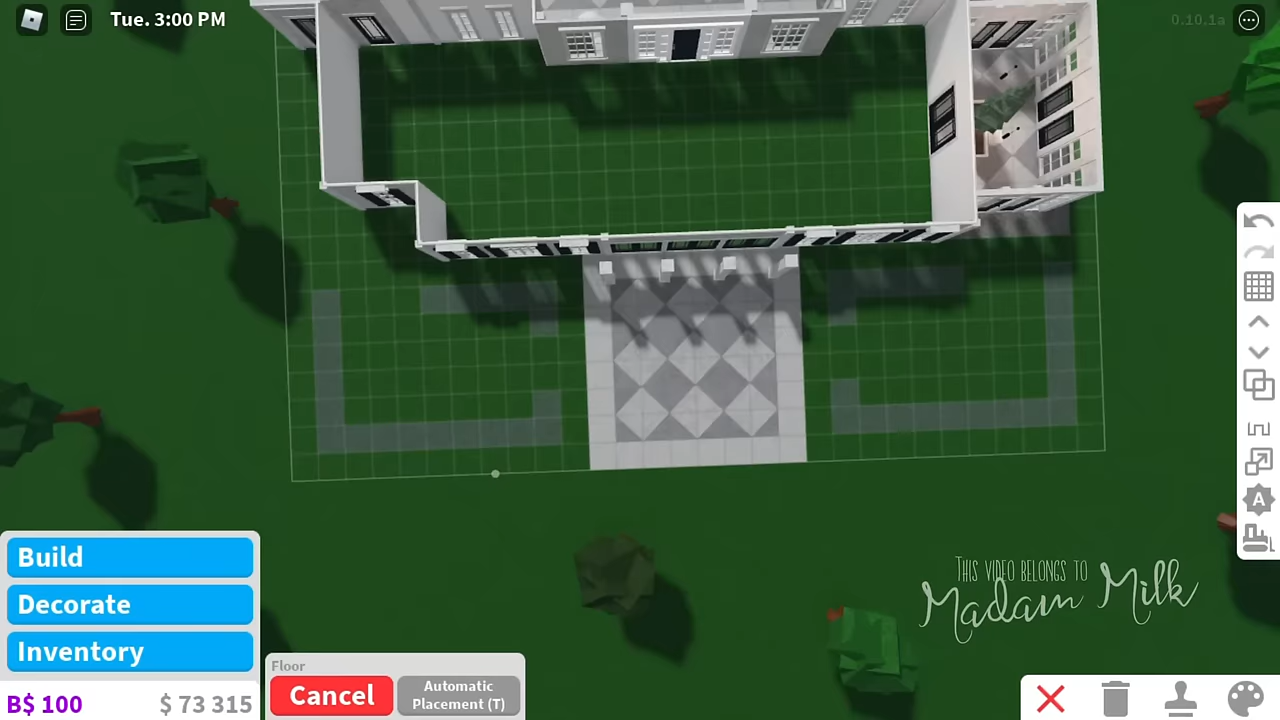 Tue. 3:00 PM
0.10.1a
A
THIS VIDEO BELONGS TO
Madam Milk
Build
Decorate
Inventory
B$ 100
$ 73 315
Floor
Cancel
Automatic
Placement (T)